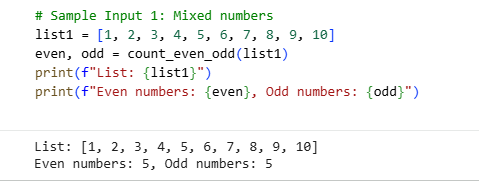 # Sample Input 1: Mixed numbers
list1 = [1, 2, 3, 4, 5, 6, 7, 8, 9, 10]
even, odd = count_even_odd(list1)
print(f"List: {list1}")
print(f"Even numbers: {even}, Odd numbers: {odd}")
List: [1, 2, 3, 4, 5, 6, 7, 8, 9, 10]
Even numbers: 5, Odd numbers: 5